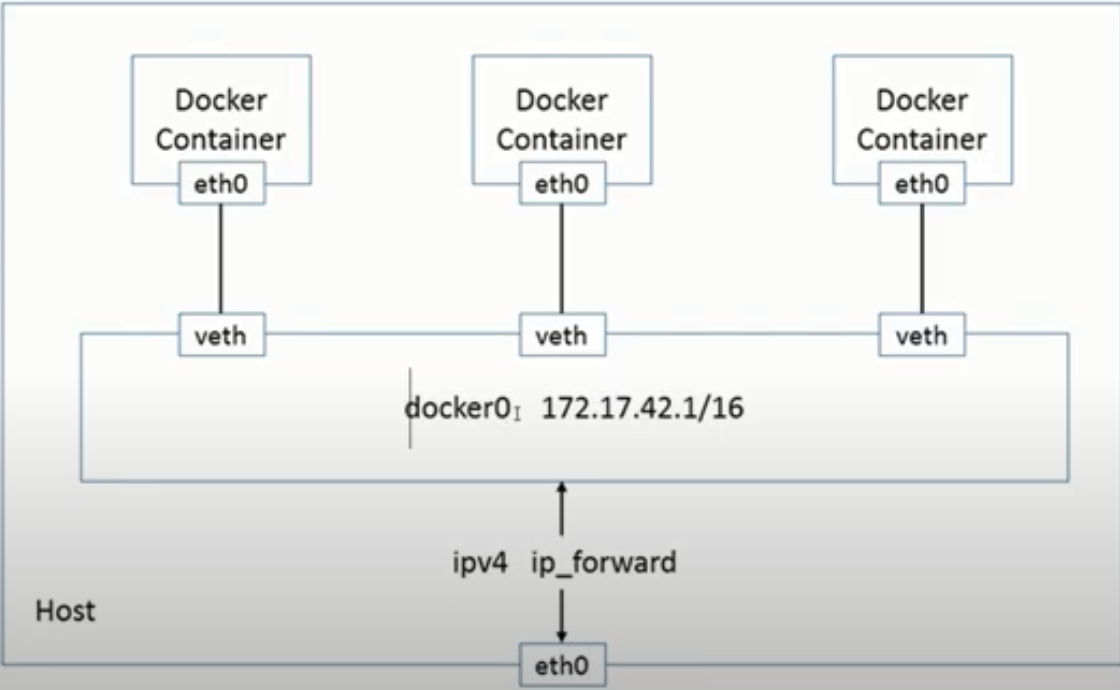 Docker
Container
eth0
Docker
Container
eth0
Docker
Container
eth0
veth
veth
veth
docker0 172.17.42.1/16
ipv4 ip_forward
Host
eth0